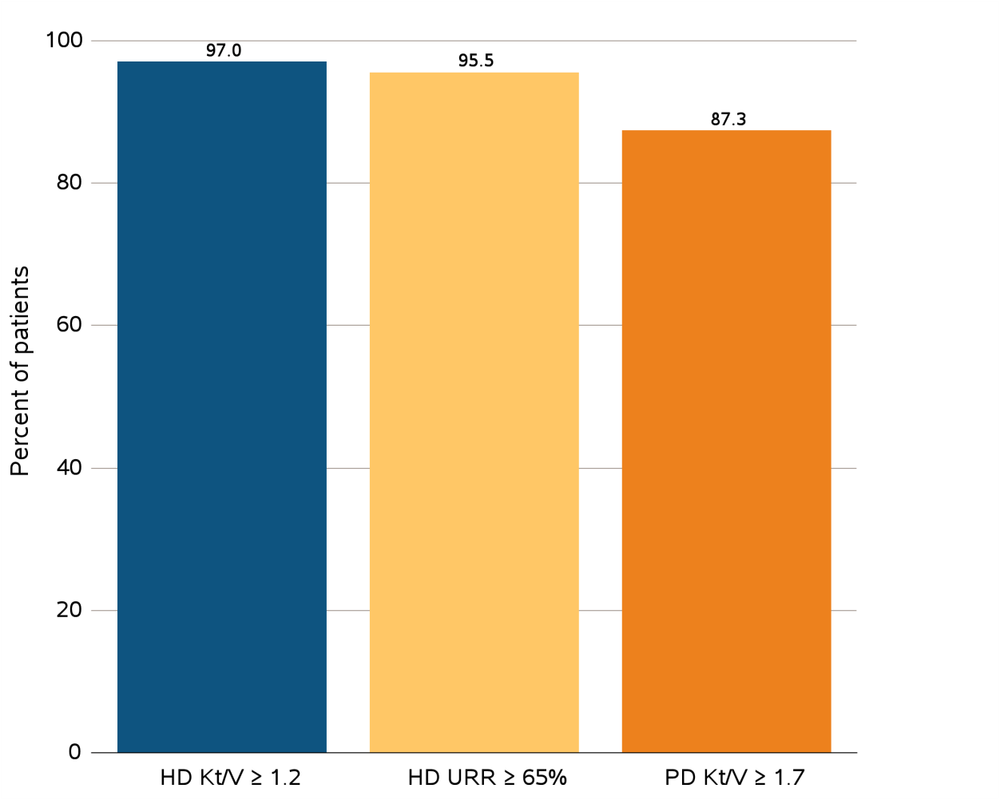 Percent of patients
100
80
60
40
20
0
97.0
95.5
87.3
HD Kt/V ≥ 1.2
HD URR ≥ 65%
PD Kt/V ≥ 1.7